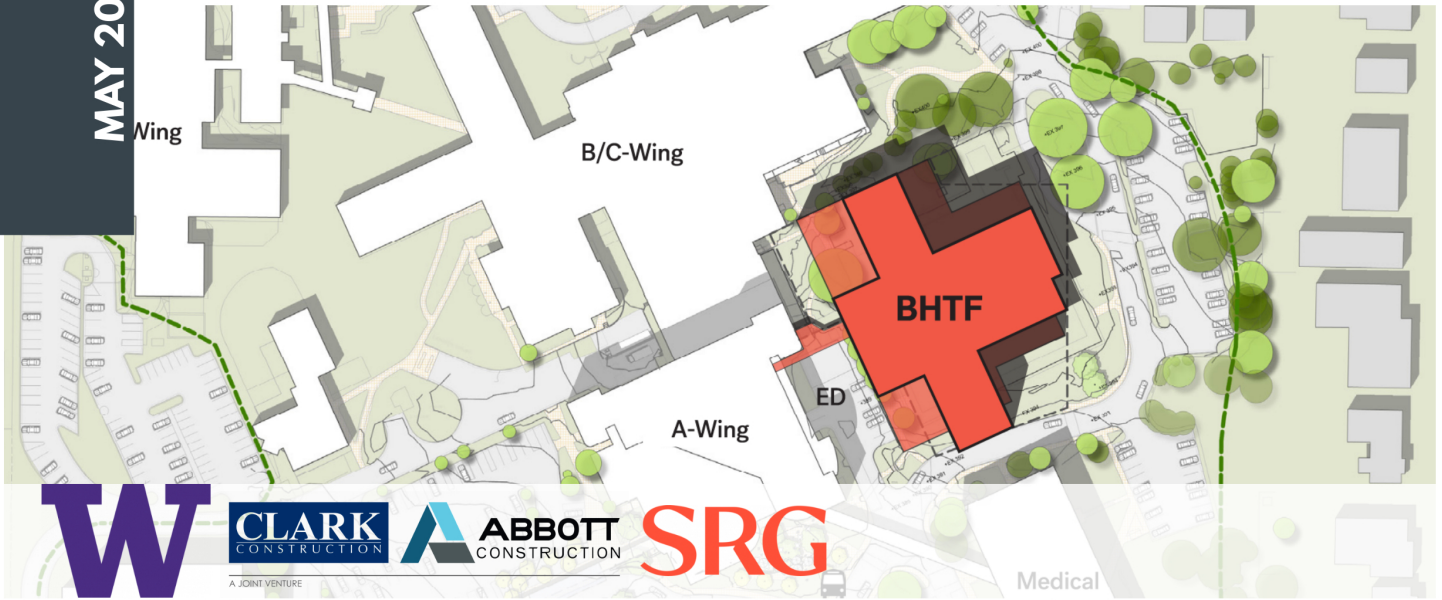 MAY 20
Wing
B/C-Wing
BHTF
ED
A-Wing
W
CLARK
CONSTRUCTION
ABBOTT
CONSTRUCTION
A JOINT VENTURE
SRG
Medical